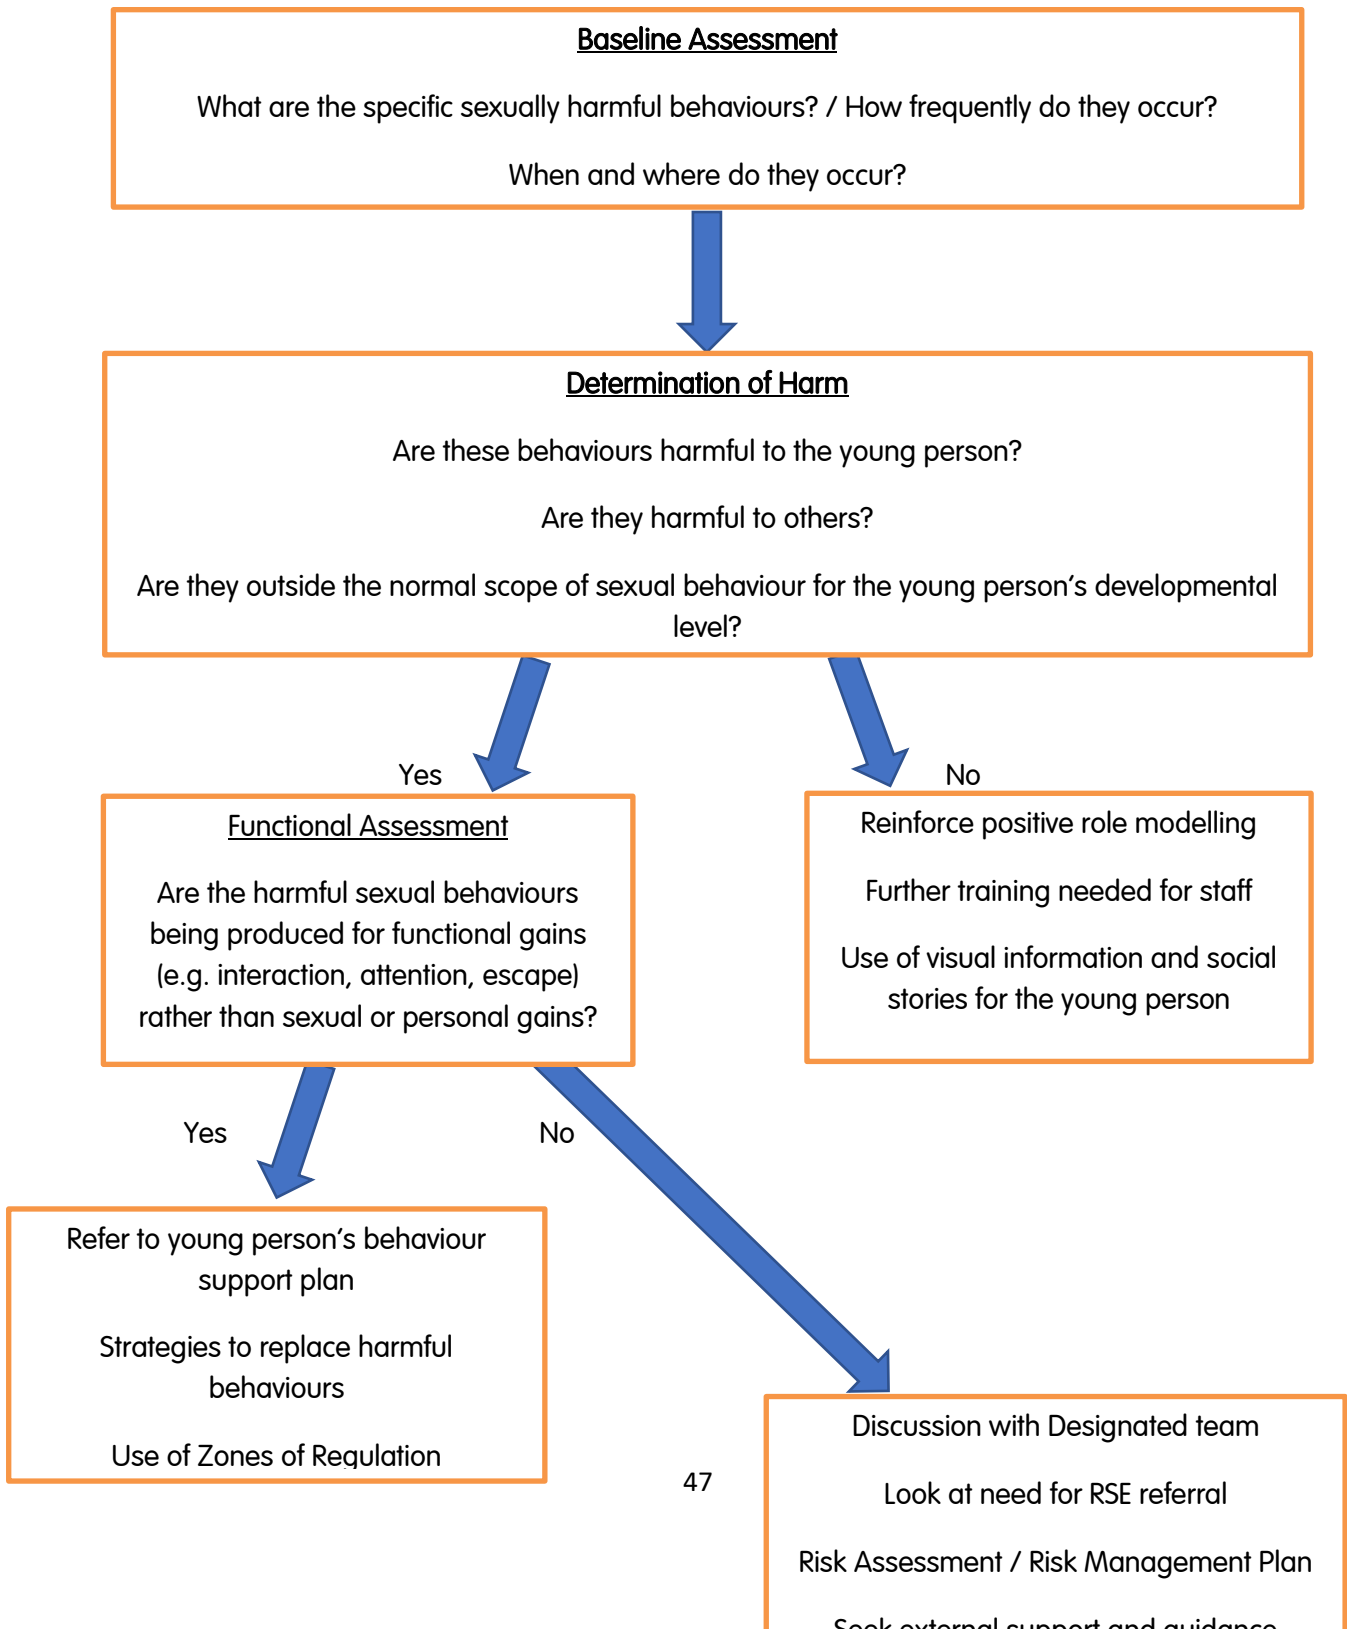 Baseline Assessment
What are the specific sexually harmful behaviours? / How frequently do they occur?
When and where do they occur?
Determination of Harm
Are these behaviours harmful to the young person?
Are they harmful to others?
Are they outside the normal scope of sexual behaviour for the young person's developmental
level?
Yes
No
Functional Assessment
Are the harmful sexual behaviours
being produced for functional gains
(e.g. interaction, attention, escape)
rather than sexual or personal gains?
Reinforce positive role modelling
Further training needed for staff
Use of visual information and social
stories for the young person
Yes
No
Refer to young person's behaviour
support plan
Strategies to replace harmful
behaviours
Use of Zones of Regulation
Discussion with Designated team
Look at need for RSE referral
Risk Assessment / Risk Management Plan
Seek external support and guidance
47